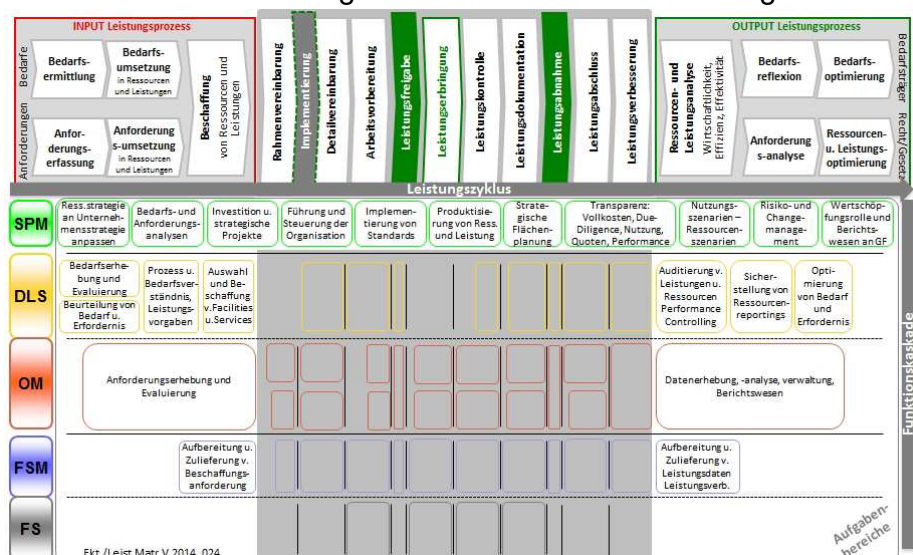 INPUT Leistungsprozess
OUTPUT Leistungsprozess
Bedarfe
Anforderungen
Bedarfs-
ermittlung
Bedarfs-
umsetzung
in Ressourcen
und Leistungen
Anfor-
derungs-
erfassung
Anforderung
s-umsetzung
in Ressourcen
und Leistungen
Beschaffung
von Ressourcen und
Leistungen
Rahmenvereinbarung
Implementierung
Detailvereinbarung
Arbeitsvorbereitung
Leistungsfreigabe
Leistungserbringung
Leistungskontrolle
Leistungsdokumentation
Leistungsabnahme
Leistungsabschluss
Leistungsverbesserung
Ressourcen- und
Leistungsanalyse
Wirtschaftlichkeit,
Effizienz, Effektivität
Bedarfs-
reflexion
Bedarfs-
optimierung
Anforderung
s-analyse
Ressourcen-
u. Leistungs-
optimierung
Bedarfsträger
Recht/Gesetz
Leistungszyklus
SPM
Ress.strategie
an Unterneh-
mensstrategie
anpassen
Bedarfs- und
Anforderungs-
analysen
Investition u.
strategische
Projekte
Führung und
Steuerung der
Organisation
Implemen-
tierung von
Standards
Produktisie-
rung von Ress.
und Leistung
Strate-
gische
Flächen-
planung
Transparenz:
Vollkosten, Due-
Diligence, Nutzung,
Quoten, Performance
Nutzungs-
szenarien –
Ressourcen-
szenarien
Risiko- und
Change-
manage-
ment
Wertschöp-
fungsrolle und
Berichts-
wesen an GF
DLS
Bedarfserhe-
bung und
Evaluierung
Beurteilung von
Bedarf u.
Erfordernis
Prozess u.
Bedarfsver-
ständnis,
Leistungs-
vorgaben
Auswahl
und Be-
schaffung
v. Facilities
u. Services
Auditierung v.
Leistungen u.
Ressourcen
Performance
Controlling
Sicher-
stellung von
Ressourcen-
reportings
Opti-
mierung
von Bedarf
und
Erfordernis
OM
Anforderungserhebung und
Evaluierung
Datenerhebung, -analyse, verwaltung,
Berichtswesen
FSM
Aufbereitung u.
Zulieferung v.
Beschaffungs-
anforderung
Aufbereitung u.
Zulieferung v.
Leistungsdaten
Leistungsverb.
FS
Funktionskaskade
Aufgaben-
bereiche
Fkt./Leist Matr V 2014_024